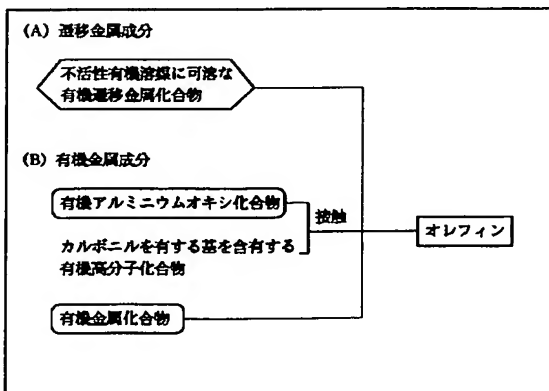 (A) 遷移金属成分
不活性有機溶媒に可溶な
有機遷移金属化合物
(B) 有機金属成分
有機アルミニウムオキシ化合物
接触
オレフィン
カルボニルを有する基を含有する
有機高分子化合物
有機金属化合物